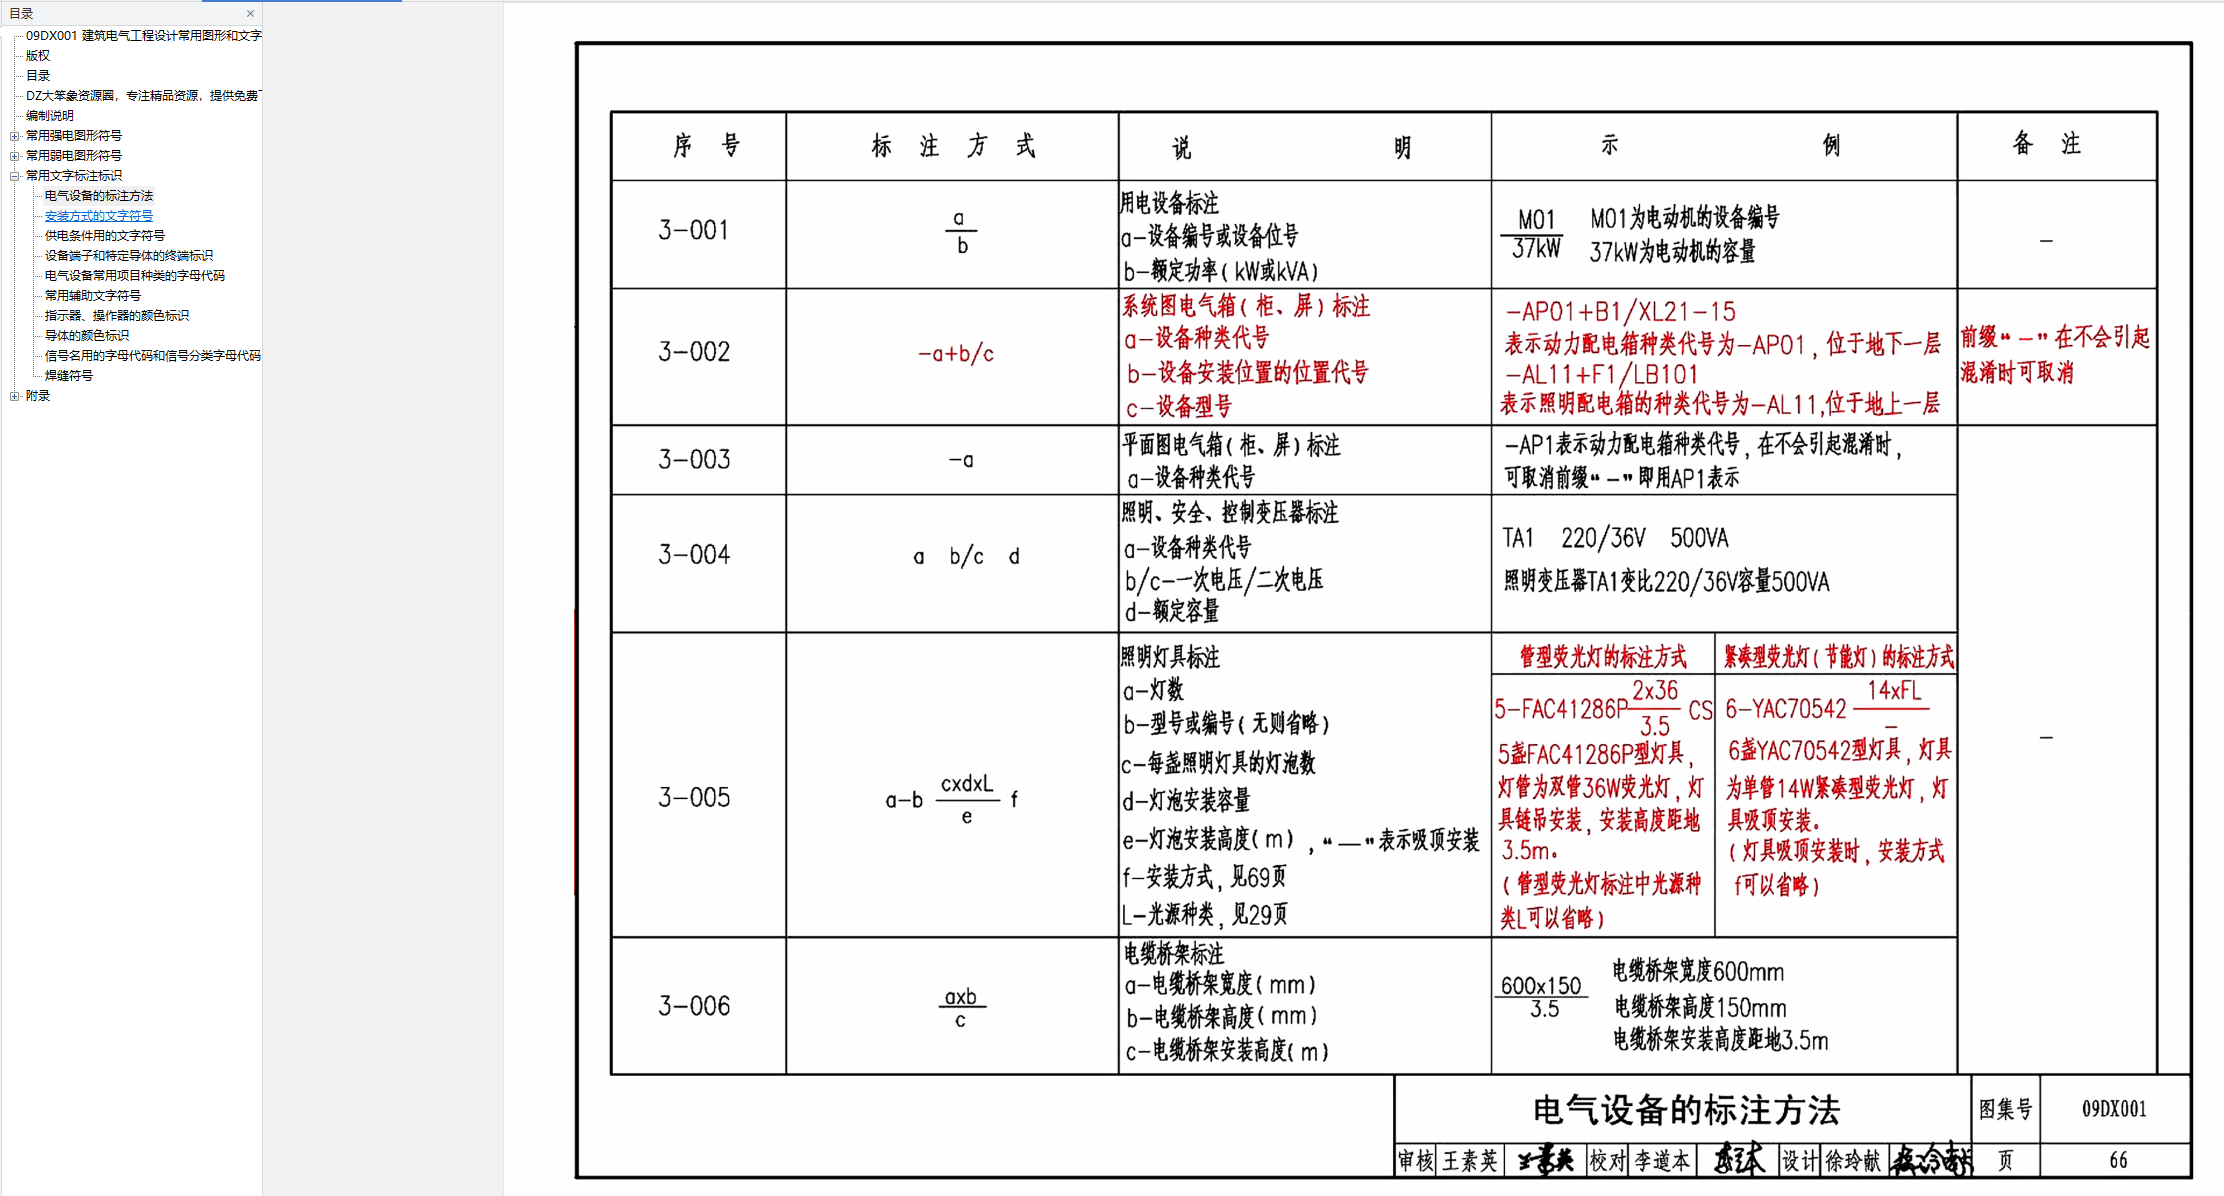 目录
09DX001 建筑电气工程设计常用图形和文字
版权
目录
DZ大笨象资源圈，专注精品资源，提供免费
编制说明
常用强电图形符号
常用弱电图形符号
常用文字标注标识
电气设备的标注方法
安装方式的文字符号
供电条件用的文字符号
设备端子和特定导体的终端标识
电气设备常用项目种类的字母代码
常用辅助文字符号
指示器、操作器的颜色标识
导体的颜色标识
信号名用的字母代码和信号分类字母代码
焊缝符号
附录
序 号 标 注 方 式 说 明 示 例 备 注
3-001
a
b
用电设备标注
a-设备编号或设备位号
b-额定功率(kW或kVA)
M01 M01为电动机的设备编号
37kW 37kW为电动机的容量
—
3-002
-a+b/c
系统图电气箱(柜、屏)标注
a-设备种类代号
b-设备安装位置的位置代号
c-设备型号
-AP01+B1/XL21-15
表示动力配电箱种类代号为-AP01,位于地下一层
-AL11+F1/LB101
表示照明配电箱的种类代号为-AL11,位于地上一层
前缀“—”在不会引起
混淆时可取消
3-003
-a
平面图电气箱(柜、屏)标注
a-设备种类代号
-AP1表示动力配电箱种类代号,在不会引起混淆时,
可取消前缀“—”即用AP1表示
3-004
a b/c d
照明、安全、控制变压器标注
a-设备种类代号
b/c-一次电压/二次电压
d-额定容量
TA1 220/36V 500VA
照明变压器TA1变比220/36V容量500VA
3-005
a-b cxdxL f
e
照明灯具标注
a-灯数
b-型号或编号(无则省略)
c-每盏照明灯具的灯泡数
d-灯泡安装容量
e-灯泡安装高度(m),“—”表示吸顶安装
f-安装方式,见69页
L-光源种类,见29页
管型荧光灯的标注方式
5-FAC41286P 2x36 CS
3.5
5盏FAC41286P型灯具,
灯管为双管36W荧光灯,灯
具链吊安装,安装高度距地
3.5m。
(管型荧光灯标注中光源种
类L可以省略)
紧凑型荧光灯(节能灯)的标注方式
6-YAC70542 14xFL
—
6盏YAC70542型灯具,灯具
为单管14W紧凑型荧光灯,灯
具吸顶安装。
(灯具吸顶安装时,安装方式
f可以省略)
—
3-006
axb
c
电缆桥架标注
a-电缆桥架宽度(mm)
b-电缆桥架高度(mm)
c-电缆桥架安装高度(m)
600x150
3.5
电缆桥架宽度600mm
电缆桥架高度150mm
电缆桥架安装高度距地3.5m
电气设备的标注方法 图集号 09DX001
审核 王素英 校对 李道本 设计 徐玲献 页 66